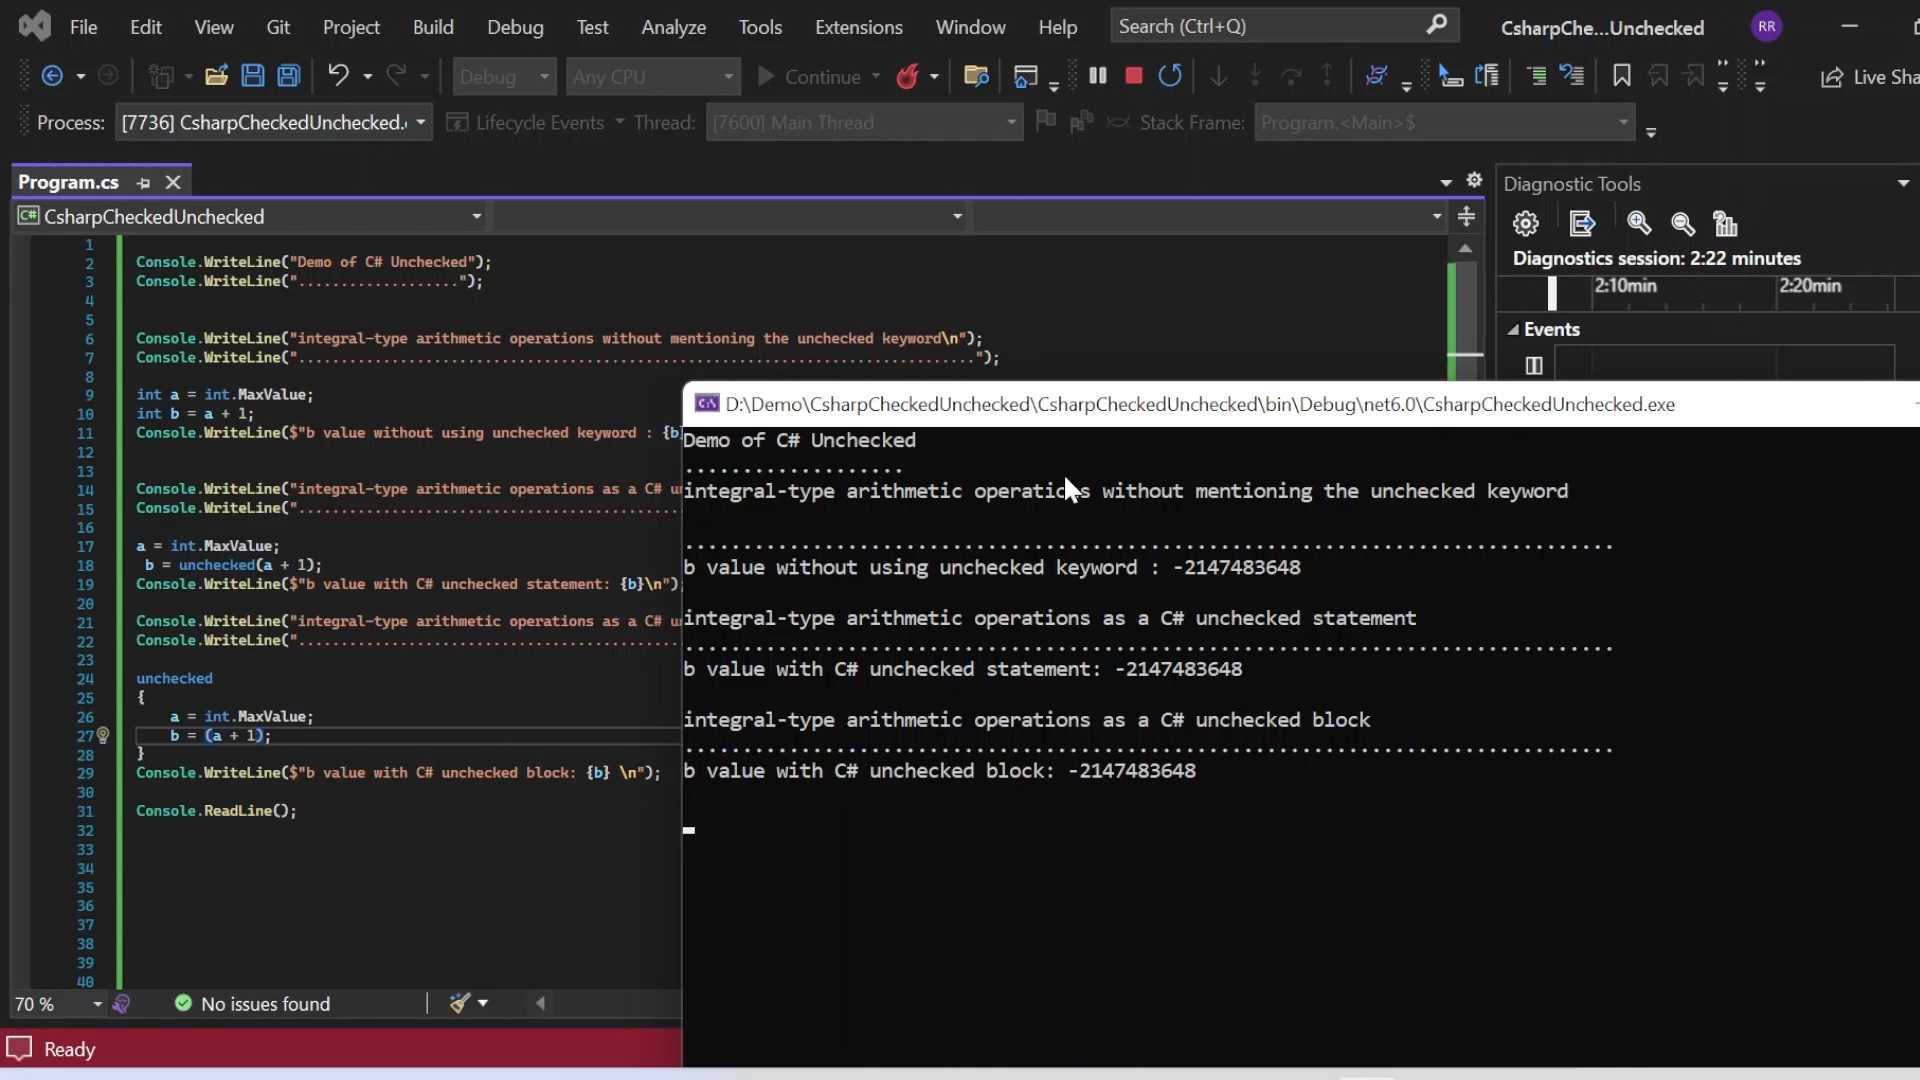 File Edit View Git Project Build Debug Test Analyze Tools Extensions Window Help Search (Ctrl+Q) CsharpChe...Unchecked RR
Debug Any CPU Continue Live Sha
Process: [7736] CsharpCheckedUnchecked. Lifecycle Events Thread: [7600] Main Thread Stack Frame: Program.<Main>$
Program.cs
C# CsharpCheckedUnchecked
1
2 Console.WriteLine("Demo of C# Unchecked");
3 Console.WriteLine("...................");
4
5
6 Console.WriteLine("integral-type arithmetic operations without mentioning the unchecked keyword\n");
7 Console.WriteLine("................................................................................");
8
9 int a = int.MaxValue;
10 int b = a + 1;
11 Console.WriteLine($"b value without using unchecked keyword : {b}
12
13
14 Console.WriteLine("integral-type arithmetic operations as a C# un
15 Console.WriteLine(".............................................
16
17 a = int.MaxValue;
18 b = unchecked(a + 1);
19 Console.WriteLine($"b value with C# unchecked statement: {b}\n");
20
21 Console.WriteLine("integral-type arithmetic operations as a C# un
22 Console.WriteLine(".............................................
23
24 unchecked
25 {
26 a = int.MaxValue;
27 b = (a + 1);
28 }
29 Console.WriteLine($"b value with C# unchecked block: {b} \n");
30
31 Console.ReadLine();
32
33
34
35
36
37
38
39
40
70 % No issues found
Ready
Diagnostic Tools
Diagnostics session: 2:22 minutes
2:10min 2:20min
Events
C:\ D:\Demo\CsharpCheckedUnchecked\CsharpCheckedUnchecked\bin\Debug\net6.0\CsharpCheckedUnchecked.exe
Demo of C# Unchecked
...................
integral-type arithmetic operations without mentioning the unchecked keyword
................................................................................
b value without using unchecked keyword : -2147483648
integral-type arithmetic operations as a C# unchecked statement
................................................................................
b value with C# unchecked statement: -2147483648
integral-type arithmetic operations as a C# unchecked block
................................................................................
b value with C# unchecked block: -2147483648